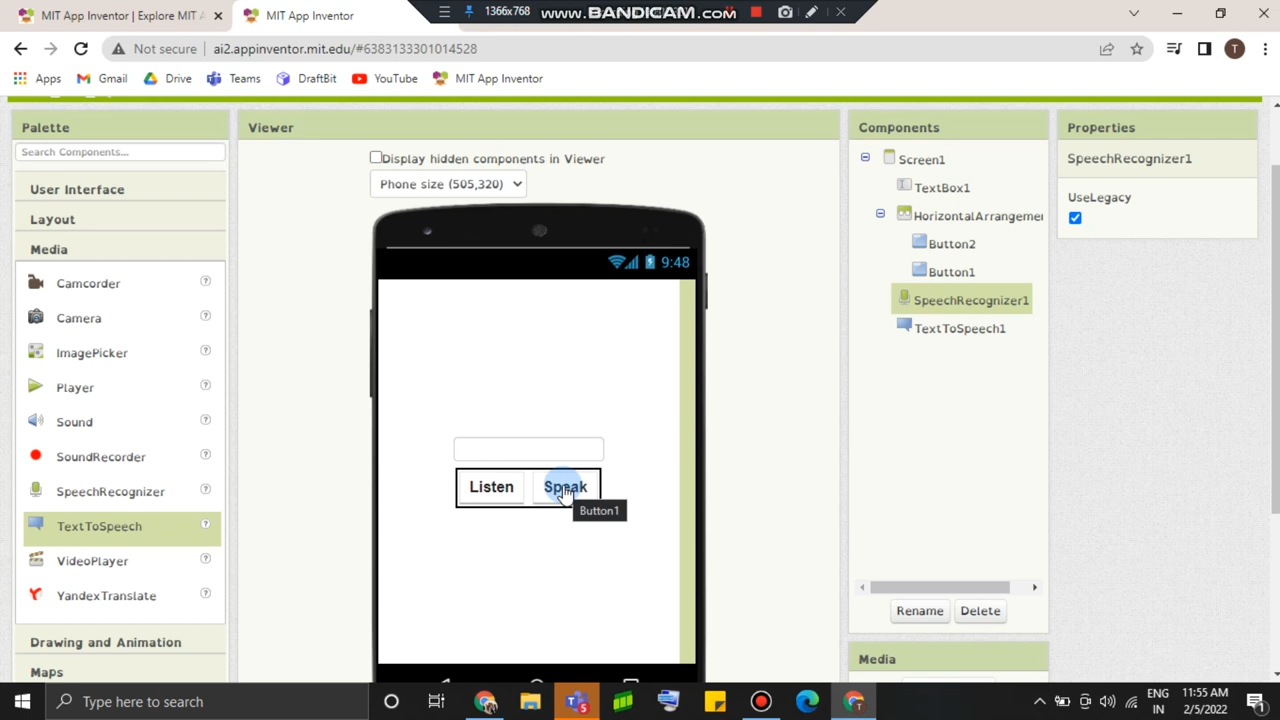 MIT App Inventor | Explore MIT A
MIT App Inventor
1366x768 www.BANDICAM.com
Not secure ai2.appinventor.mit.edu/#6383133301014528 T
Apps Gmail Drive Teams DraftBit YouTube MIT App Inventor
Palette
Search Components...
User Interface
Layout
Media
Camcorder ?
Camera ?
ImagePicker ?
Player ?
Sound ?
SoundRecorder ?
SpeechRecognizer ?
TextToSpeech ?
VideoPlayer ?
YandexTranslate ?
Drawing and Animation
Maps
Viewer
Display hidden components in Viewer
Phone size (505,320)
9:48
Listen Speak
Button1
Components
Screen1
TextBox1
HorizontalArrangemer
Button2
Button1
SpeechRecognizer1
TextToSpeech1
Rename Delete
Media
Properties
SpeechRecognizer1
UseLegacy
Type here to search
ENG
IN
11:55 AM
2/5/2022